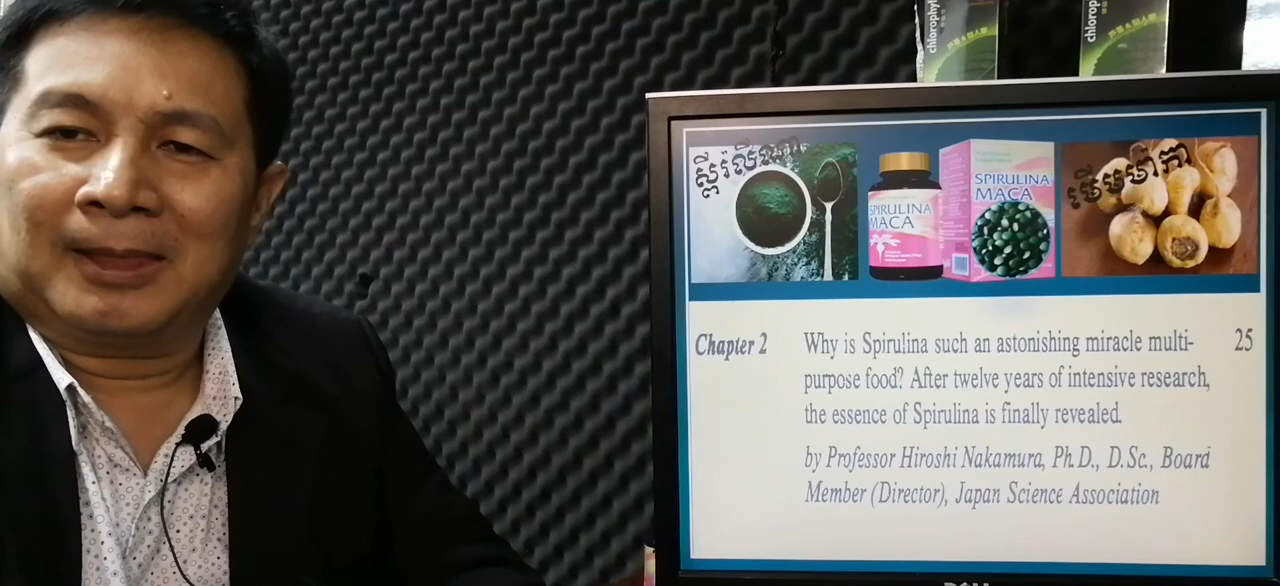 chlorophyl
chlorophyl
ស្ពីរូលីណា
SPIRULINA
MACA
SPIRULINA
MACA
មើមម៉ាកា
Chapter 2 Why is Spirulina such an astonishing miracle multi- 25
purpose food? After twelve years of intensive research,
the essence of Spirulina is finally revealed.
by Professor Hiroshi Nakamura, Ph.D., D.Sc., Board
Member (Director), Japan Science Association